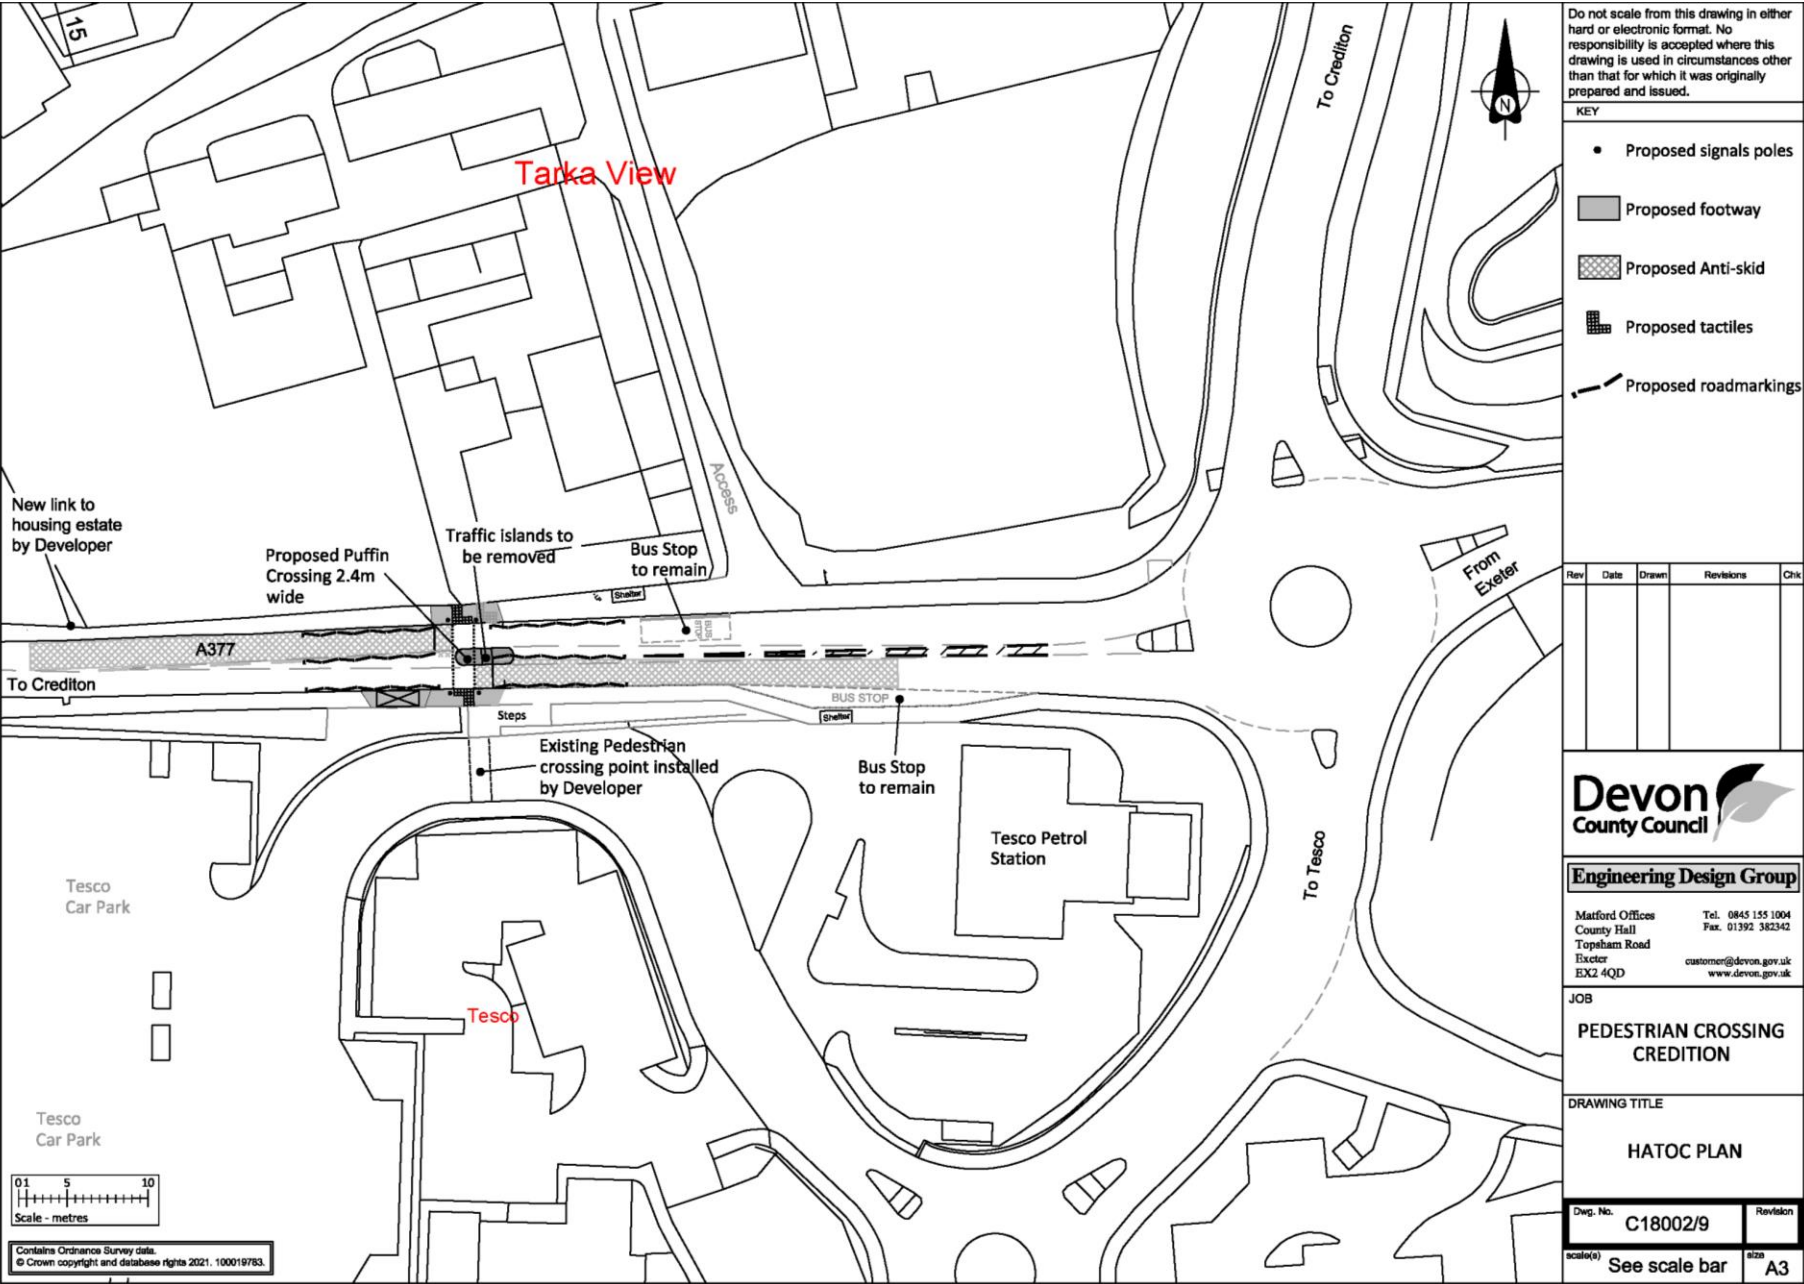 15
Tarka View
To Crediton
N
Access
New link to
housing estate
by Developer
Proposed Puffin
Crossing 2.4m
wide
Traffic islands to
be removed
Bus Stop
to remain
Shelter
BUS
STOP
A377
To Crediton
From
Exeter
BUS STOP
Shelter
Steps
Existing Pedestrian
crossing point installed
by Developer
Bus Stop
to remain
Tesco Petrol
Station
To Tesco
Tesco
Car Park
Tesco
Tesco
Car Park
0 1 5 10
Scale - metres
Contains Ordnance Survey data.
© Crown copyright and database rights 2021. 100019783.
Do not scale from this drawing in either
hard or electronic format. No
responsibility is accepted where this
drawing is used in circumstances other
than that for which it was originally
prepared and issued.
KEY
Proposed signals poles
Proposed footway
Proposed Anti-skid
Proposed tactiles
Proposed roadmarkings
Rev Date Drawn Revisions Chk
Devon
County Council
Engineering Design Group
Matford Offices
County Hall
Topsham Road
Exeter
EX2 4QD
Tel. 0845 155 1004
Fax. 01392 382342
customer@devon.gov.uk
www.devon.gov.uk
JOB
PEDESTRIAN CROSSING
CREDITION
DRAWING TITLE
HATOC PLAN
Dwg. No.
C18002/9
Revision
scale(s)
See scale bar
size
A3